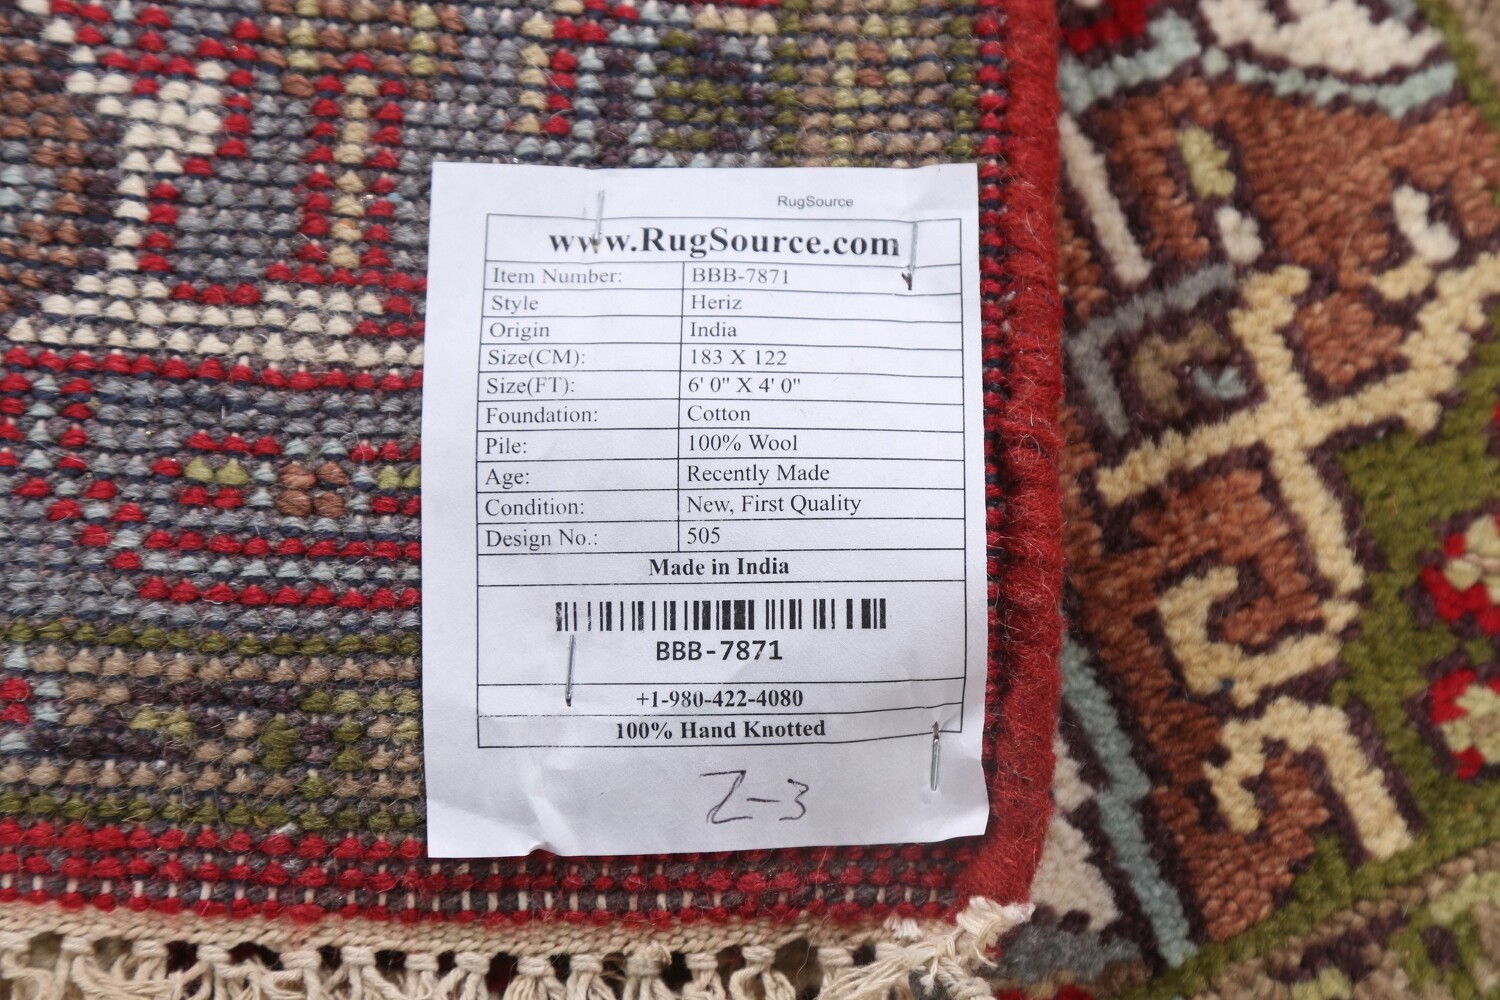 RugSource
www.RugSource.com
Item Number: BBB-7871
Style Heriz
Origin India
Size(CM): 183 X 122
Size(FT): 6' 0" X 4' 0"
Foundation: Cotton
Pile: 100% Wool
Age: Recently Made
Condition: New, First Quality
Design No.: 505
Made in India
BBB-7871
+1-980-422-4080
100% Hand Knotted
Z-3